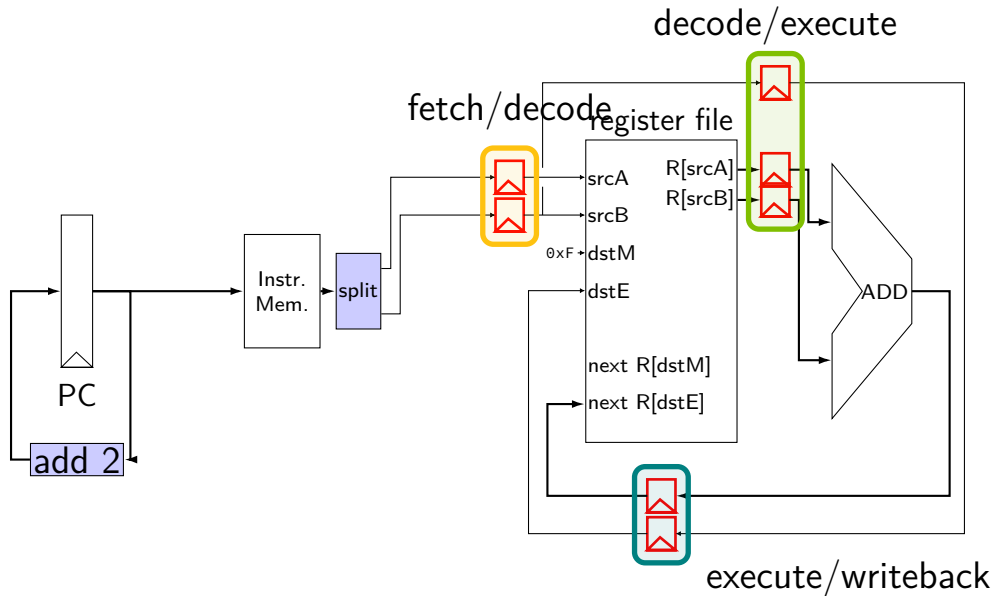 decode/execute
fetch/decode
register file
srcA
R[srcA]
srcB
R[srcB]
0xF
dstM
dstE
next R[dstM]
next R[dstE]
Instr.
Mem.
split
ADD
PC
add 2
execute/writeback